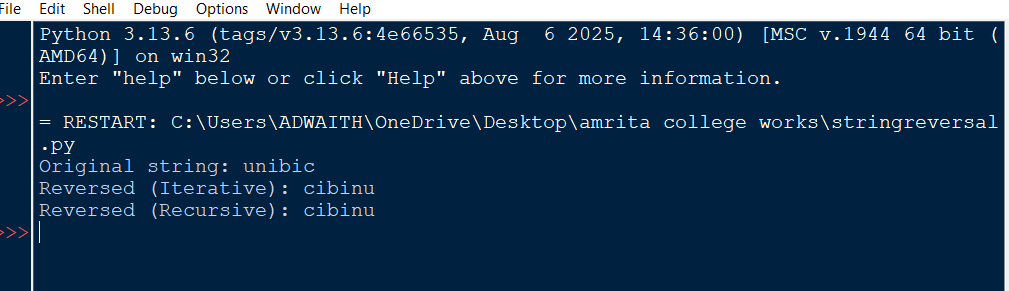 File Edit Shell Debug Options Window Help
Python 3.13.6 (tags/v3.13.6:4e66535, Aug  6 2025, 14:36:00) [MSC v.1944 64 bit (
AMD64)] on win32
Enter "help" below or click "Help" above for more information.
>>>
= RESTART: C:\Users\ADWAITH\OneDrive\Desktop\amrita college works\stringreversal
.py
Original string: unibic
Reversed (Iterative): cibinu
Reversed (Recursive): cibinu
>>>